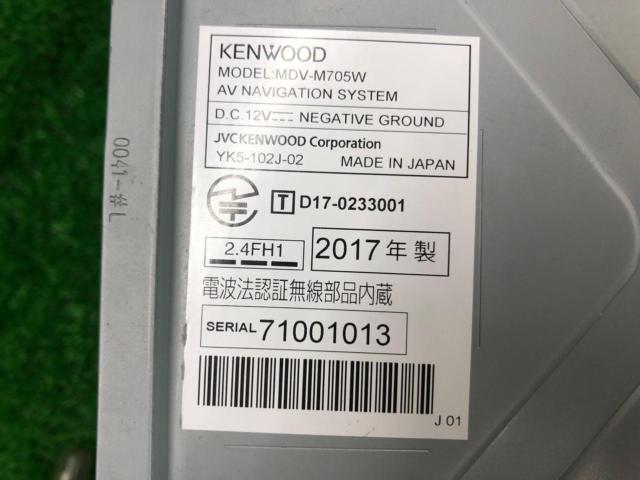 KENWOOD
MODEL:MDV-M705W
AV NAVIGATION SYSTEM
D.C.12V⎓ NEGATIVE GROUND
JVCKENWOOD Corporation
YK5-102J-02 MADE IN JAPAN
T D17-0233001
2.4FH1 2017年製
電波法認証無線部品内蔵
SERIAL 71001013
J 01
0041-#L